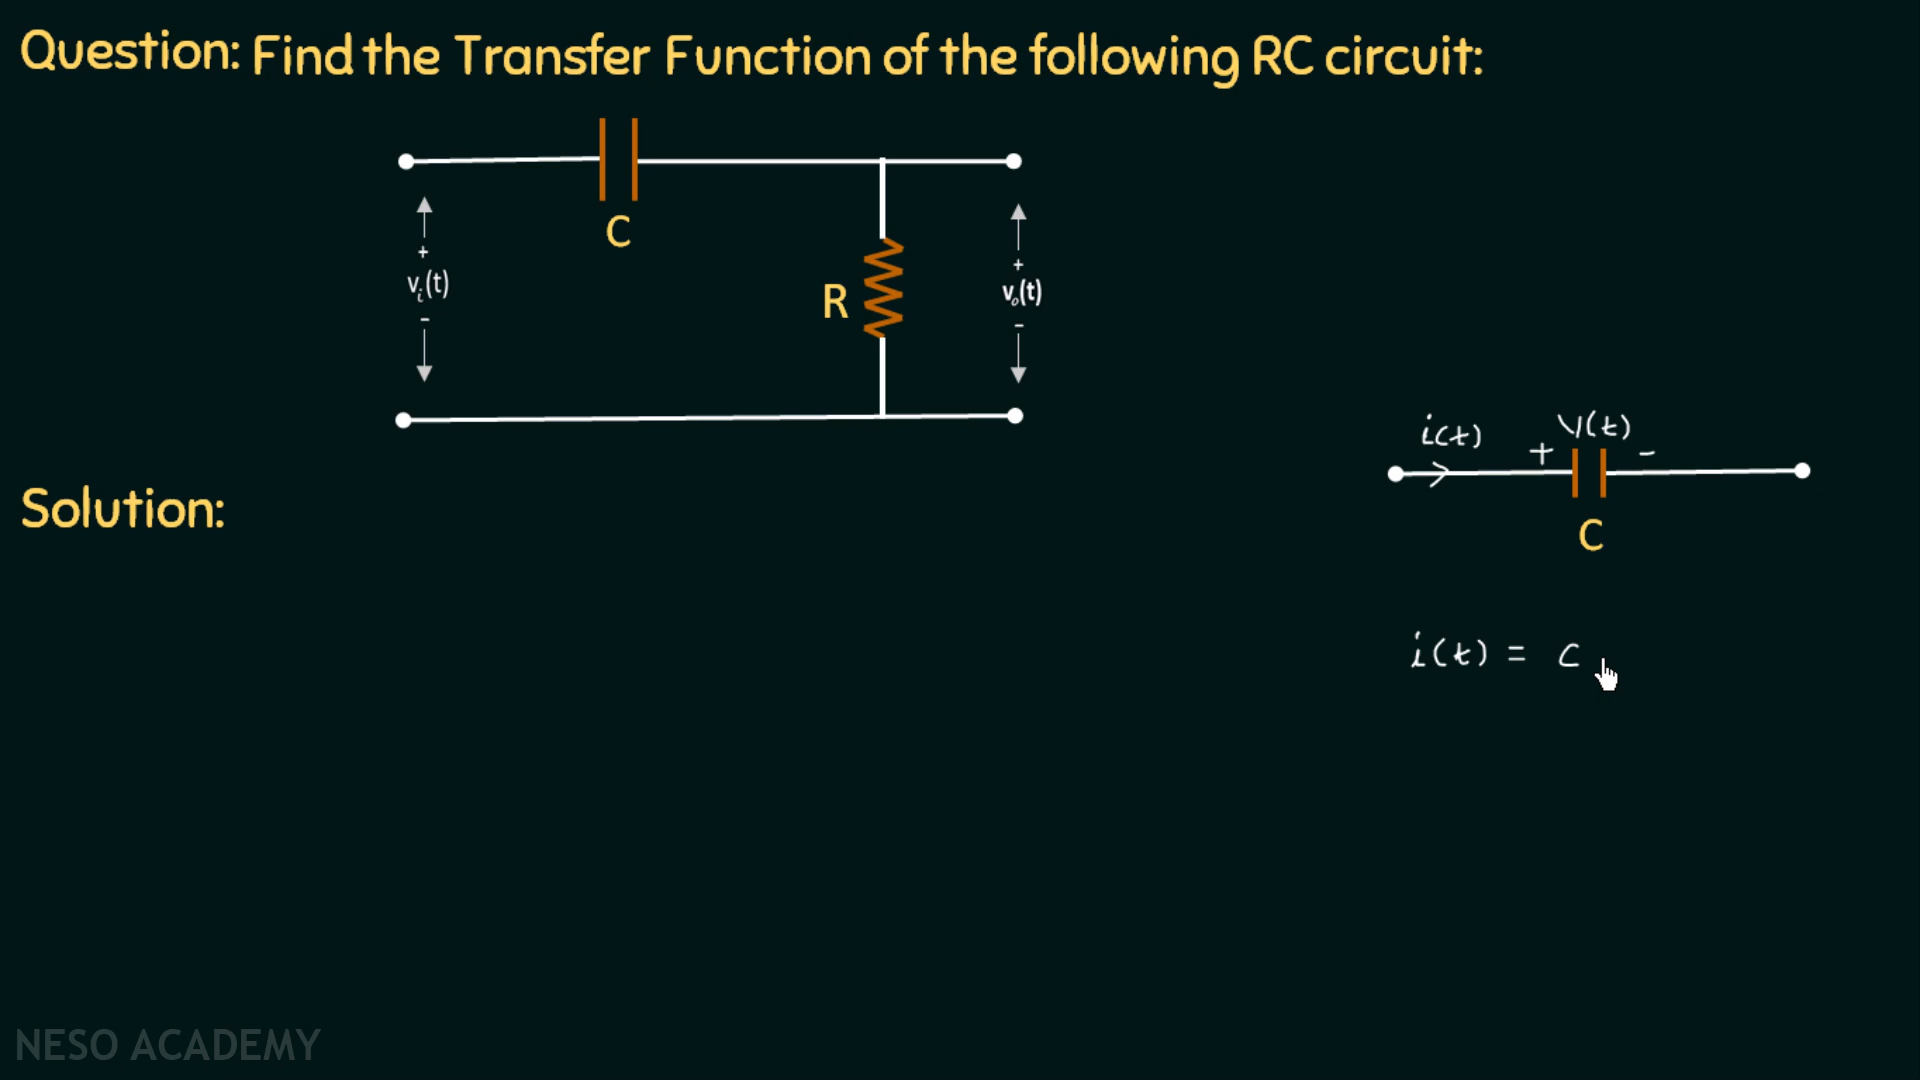 Question: Find the Transfer Function of the following RC circuit:
C
+
vᵢ(t)
-
R
+
vₒ(t)
-
i(t)
+ V(t) -
C
Solution:
i(t) = C
NESO ACADEMY